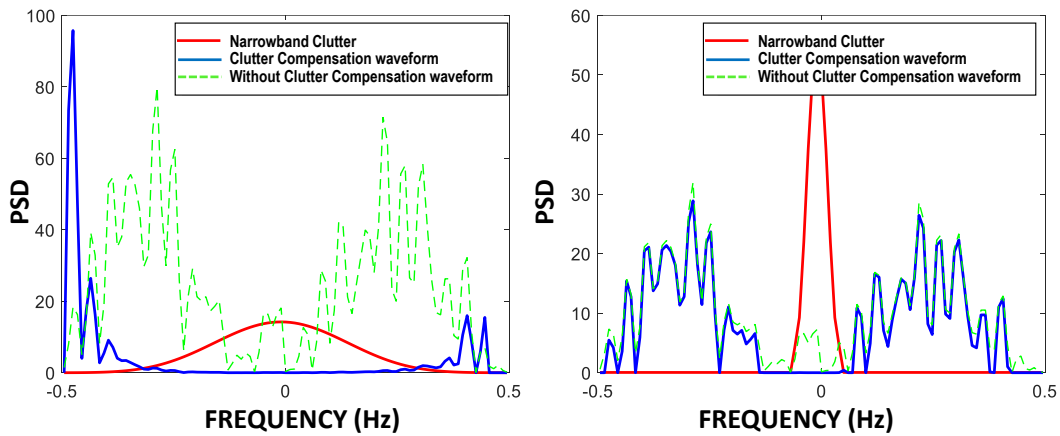 100
80
60
40
20
0
-0.5
0
0.5
PSD
FREQUENCY (Hz)
Narrowband Clutter
Clutter Compensation waveform
Without Clutter Compensation waveform
60
50
40
30
20
10
0
-0.5
0
0.5
PSD
FREQUENCY (Hz)
Narrowband Clutter
Clutter Compensation waveform
Without Clutter Compensation waveform